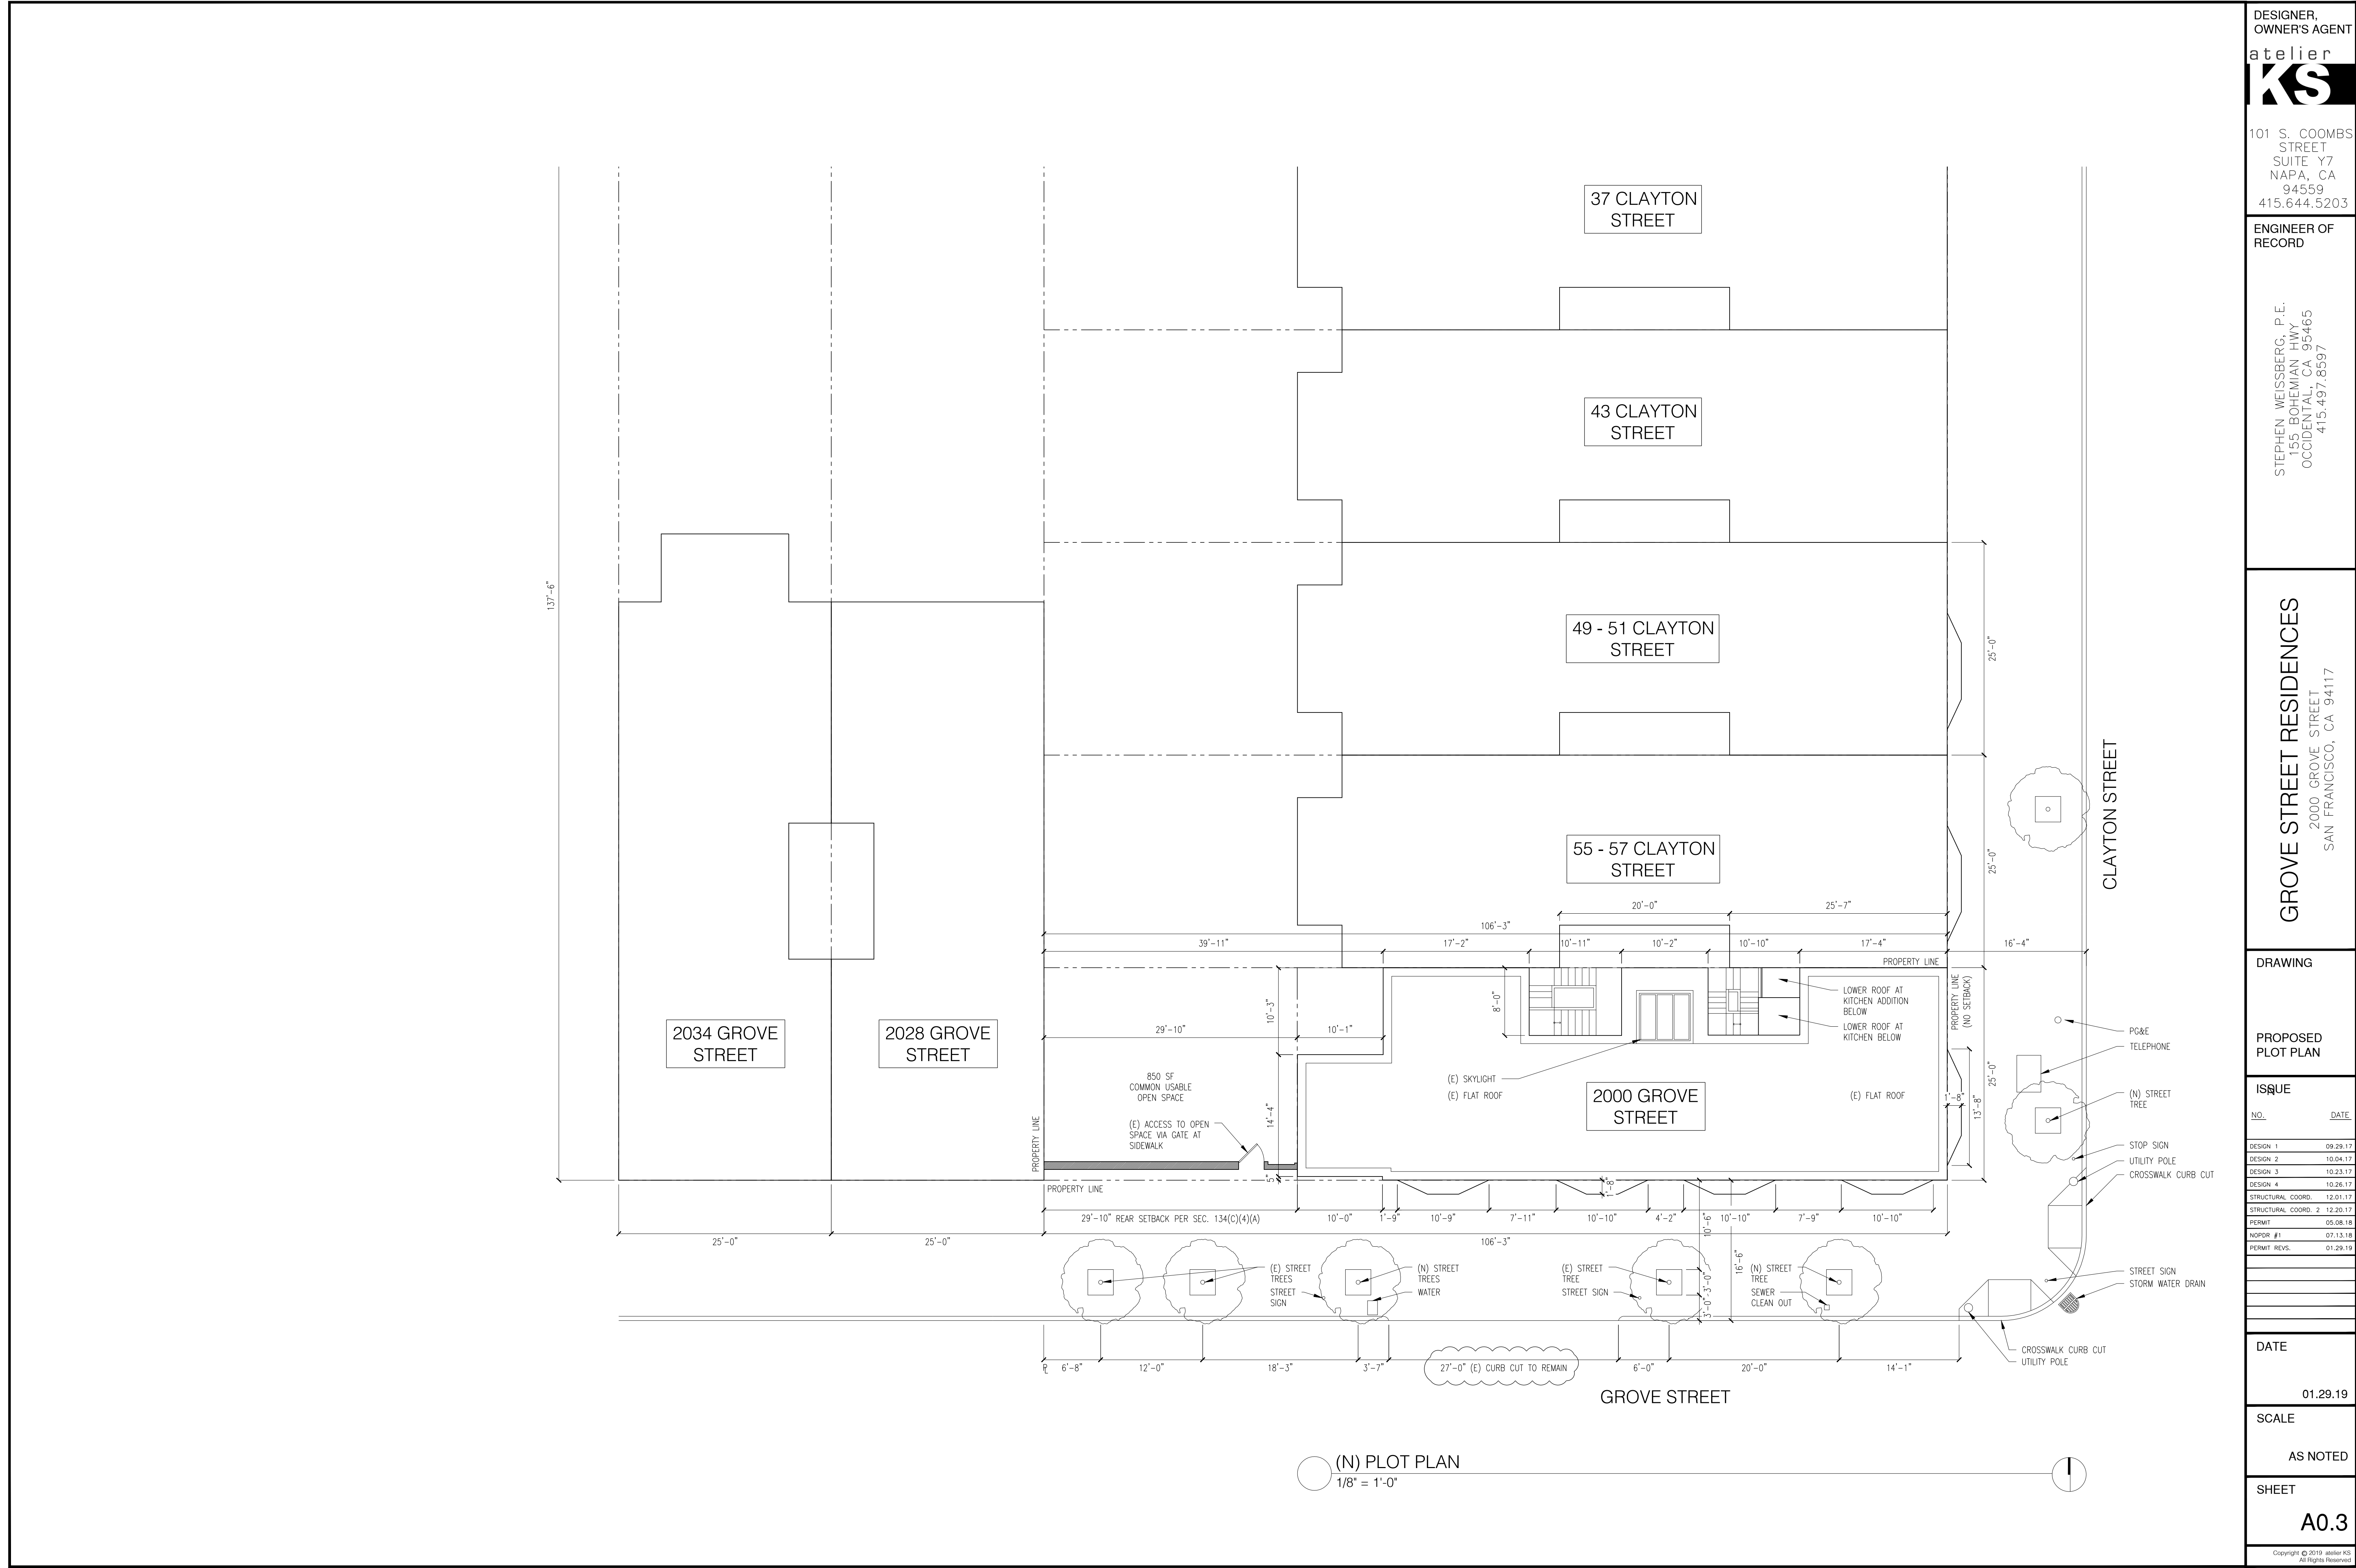 37 CLAYTON
STREET
43 CLAYTON
STREET
49 - 51 CLAYTON
STREET
55 - 57 CLAYTON
STREET
137'-6"
25'-0"
25'-0"
CLAYTON STREET
20'-0"
25'-7"
106'-3"
39'-11"
17'-2"
10'-11"
10'-2"
10'-10"
17'-4"
16'-4"
PROPERTY LINE
PROPERTY LINE
(NO SETBACK)
LOWER ROOF AT
KITCHEN ADDITION
BELOW
LOWER ROOF AT
KITCHEN BELOW
8'-0"
10'-3"
29'-10"
10'-1"
2034 GROVE
STREET
2028 GROVE
STREET
850 SF
COMMON USABLE
OPEN SPACE
(E) ACCESS TO OPEN
SPACE VIA GATE AT
SIDEWALK
14'-4"
5"
(E) SKYLIGHT
(E) FLAT ROOF
2000 GROVE
STREET
(E) FLAT ROOF
1'-8"
13'-8"
25'-0"
PG&E
TELEPHONE
(N) STREET
TREE
STOP SIGN
UTILITY POLE
CROSSWALK CURB CUT
PROPERTY LINE
PROPERTY LINE
1'-8"
29'-10" REAR SETBACK PER SEC. 134(C)(4)(A)
10'-0"
1'-9"
10'-9"
7'-11"
10'-10"
4'-2"
10'-10"
7'-9"
10'-10"
25'-0"
25'-0"
106'-3"
10'-6"
16'-6"
3'-0"
3'-0"
(E) STREET
TREES
STREET
SIGN
(N) STREET
TREES
WATER
(E) STREET
TREE
STREET SIGN
(N) STREET
TREE
SEWER
CLEAN OUT
STREET SIGN
STORM WATER DRAIN
CROSSWALK CURB CUT
UTILITY POLE
PL
6'-8"
12'-0"
18'-3"
3'-7"
27'-0" (E) CURB CUT TO REMAIN
6'-0"
20'-0"
14'-1"
GROVE STREET
(N) PLOT PLAN
1/8" = 1'-0"
DESIGNER,
OWNER'S AGENT
atelier
KS
101 S. COOMBS
STREET
SUITE Y7
NAPA, CA
94559
415.644.5203
ENGINEER OF
RECORD
STEPHEN WEISSBERG, P.E.
155 BOHEMIAN HWY
OCCIDENTAL, CA 95465
415.497.8597
GROVE STREET RESIDENCES
2000 GROVE STREET
SAN FRANCISCO, CA 94117
DRAWING
PROPOSED
PLOT PLAN
ISSUE
N
NO. DATE
DESIGN 1 09.29.17
DESIGN 2 10.04.17
DESIGN 3 10.23.17
DESIGN 4 10.26.17
STRUCTURAL COORD. 12.01.17
STRUCTURAL COORD. 2 12.20.17
PERMIT 05.08.18
NOPDR #1 07.13.18
PERMIT REVS. 01.29.19
DATE
01.29.19
SCALE
AS NOTED
SHEET
A0.3
Copyright © 2019 atelier KS
All Rights Reserved